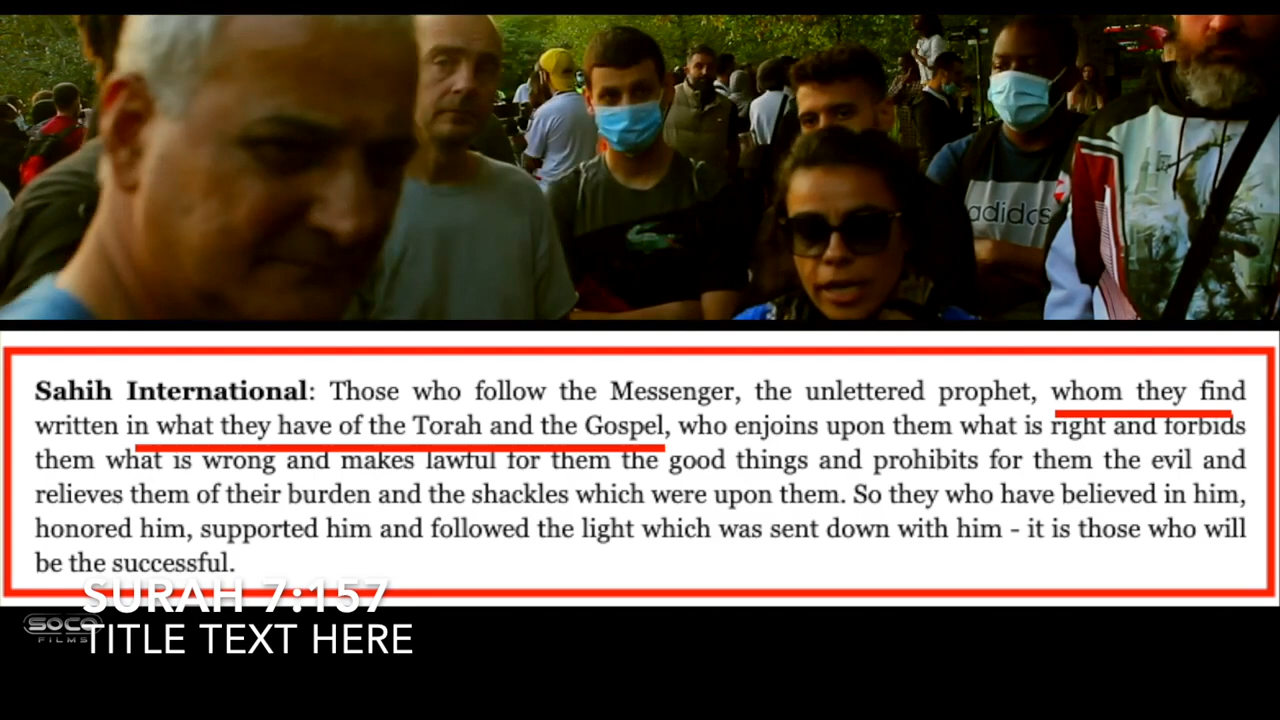 adidas
Sahih International: Those who follow the Messenger, the unlettered prophet, whom they find
written in what they have of the Torah and the Gospel, who enjoins upon them what is right and forbids
them what is wrong and makes lawful for them the good things and prohibits for them the evil and
relieves them of their burden and the shackles which were upon them. So they who have believed in him,
honored him, supported him and followed the light which was sent down with him - it is those who will
be the successful.
SURAH 7:157
SOCO
FILMS
TITLE TEXT HERE